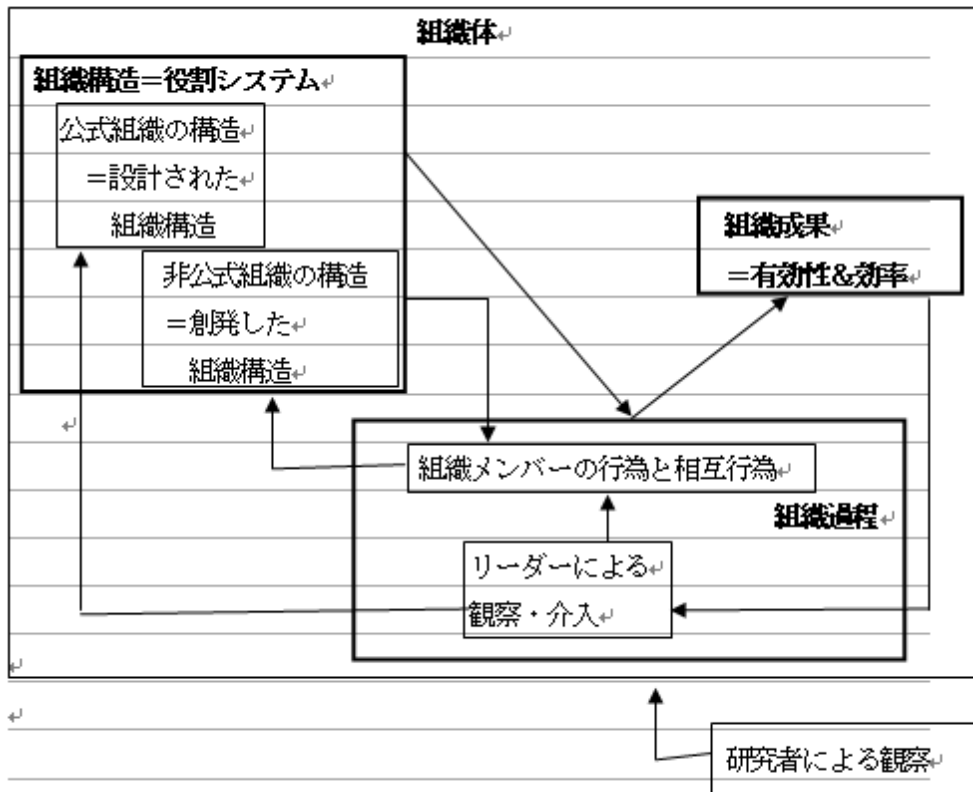 組織体
組織構造＝役割システム
公式組織の構造
＝設計された
組織構造
非公式組織の構造
＝創発した
組織構造
組織成果
＝有効性&効率
組織メンバーの行為と相互行為
組織過程
リーダーによる
観察・介入
研究者による観察